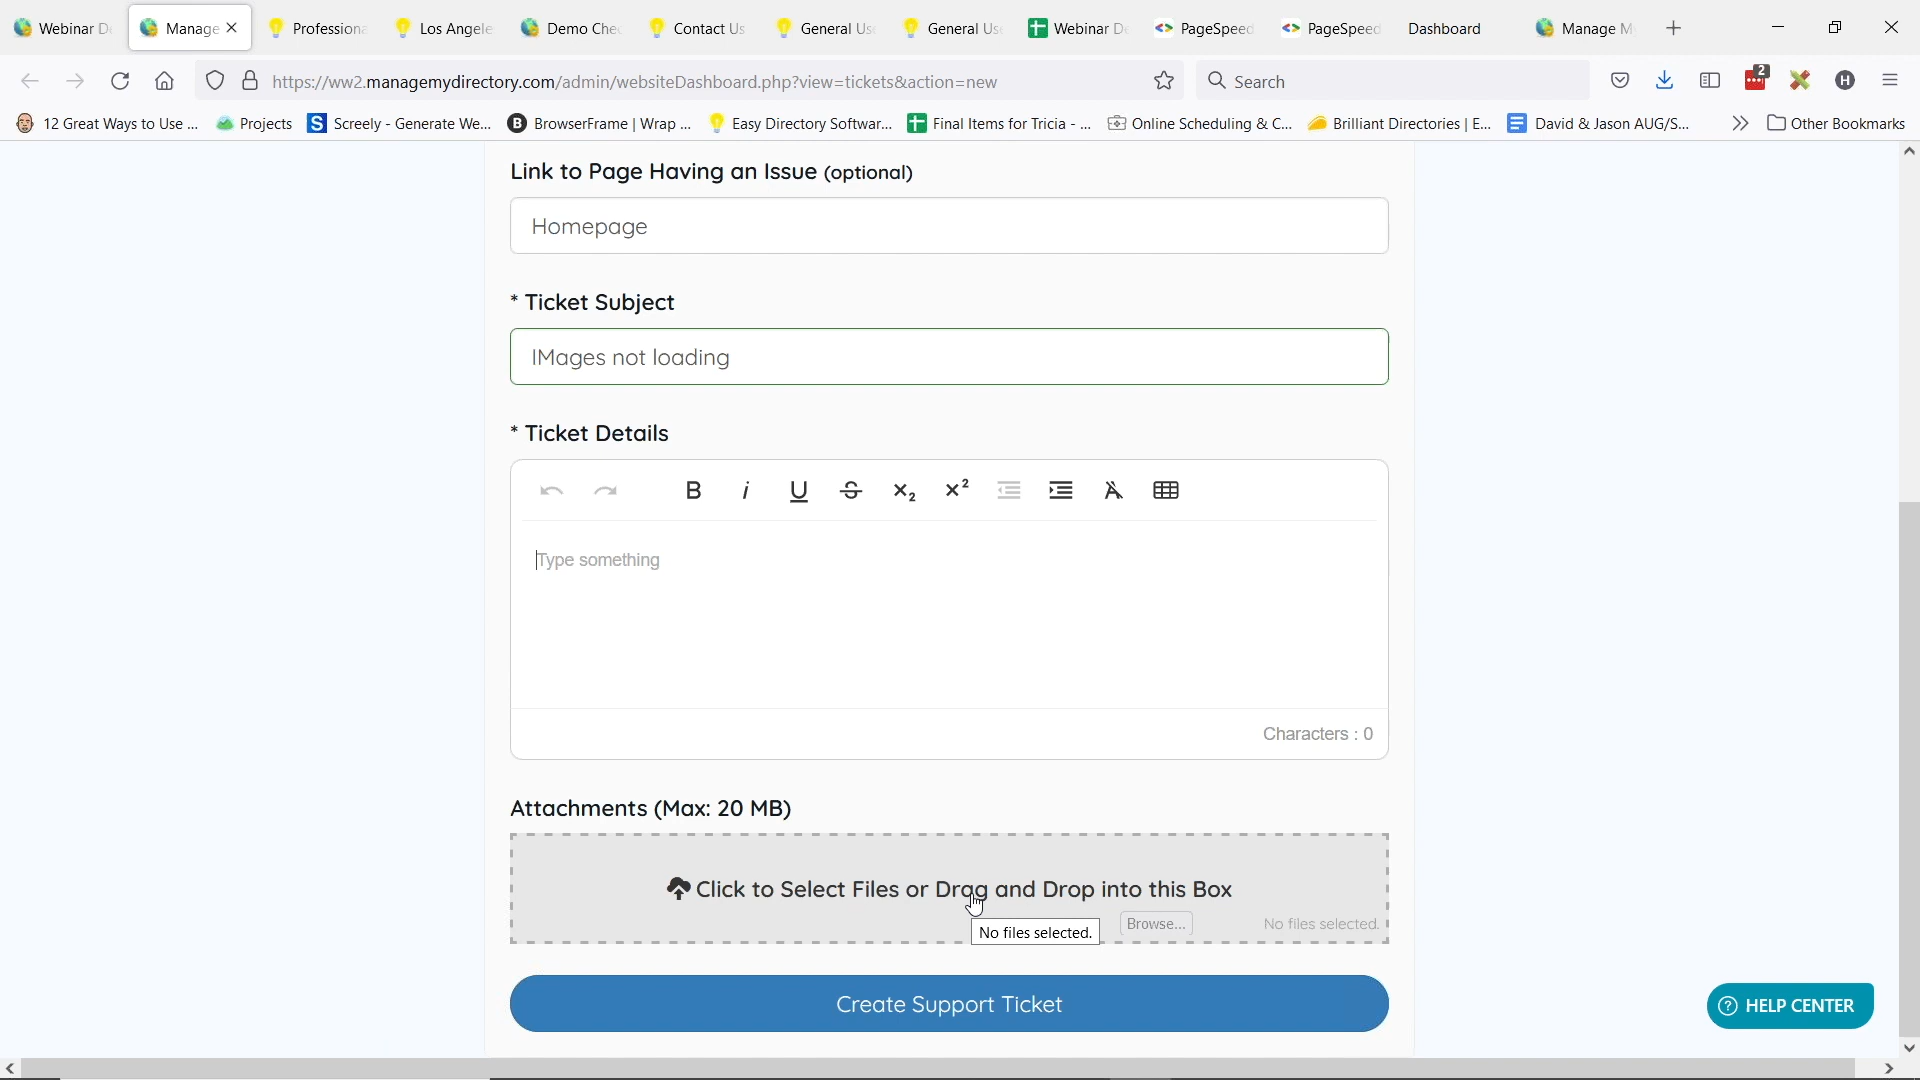 Webinar D
Manage
Professiona
Los Angele
Demo Che
Contact Us
General Us
General Us
Webinar D
PageSpeed
PageSpeed
Dashboard
Manage M
https://ww2.managemydirectory.com/admin/websiteDashboard.php?view=tickets&action=new
Search
2
H
12 Great Ways to Use ...
Projects
S Screely - Generate We...
B BrowserFrame | Wrap ...
Easy Directory Softwar...
Final Items for Tricia - ...
Online Scheduling & C...
Brilliant Directories | E...
David & Jason AUG/S...
Other Bookmarks
Link to Page Having an Issue (optional)
Homepage
* Ticket Subject
IMages not loading
* Ticket Details
Type something
Characters : 0
Attachments (Max: 20 MB)
Click to Select Files or Drag and Drop into this Box
Browse... No files selected.
No files selected.
Create Support Ticket
HELP CENTER